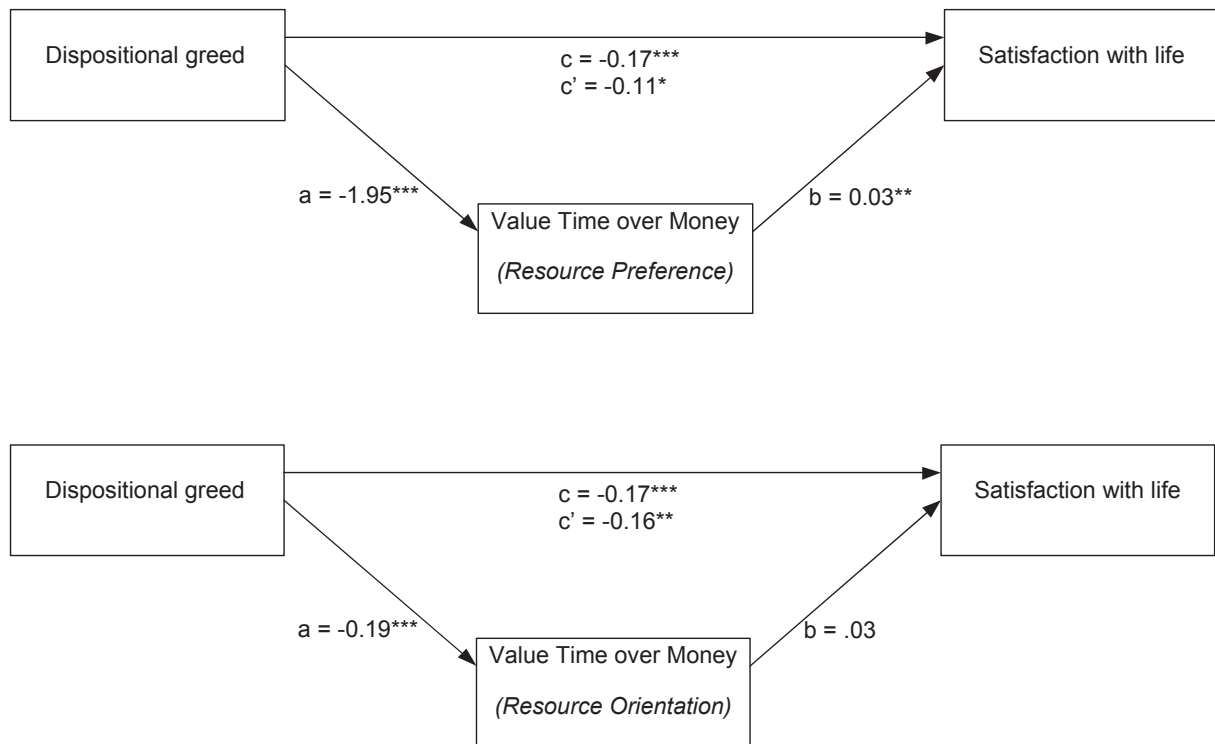 Dispositional greed
Satisfaction with life
c = -0.17***
c’ = -0.11*
a = -1.95***
b = 0.03**
Value Time over Money
(Resource Preference)
Dispositional greed
Satisfaction with life
c = -0.17***
c’ = -0.16**
a = -0.19***
b = .03
Value Time over Money
(Resource Orientation)